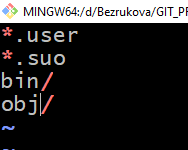 MINGW64:/d/Bezrukova/GIT_PF
*.user
*.suo
bin/
obj/
~